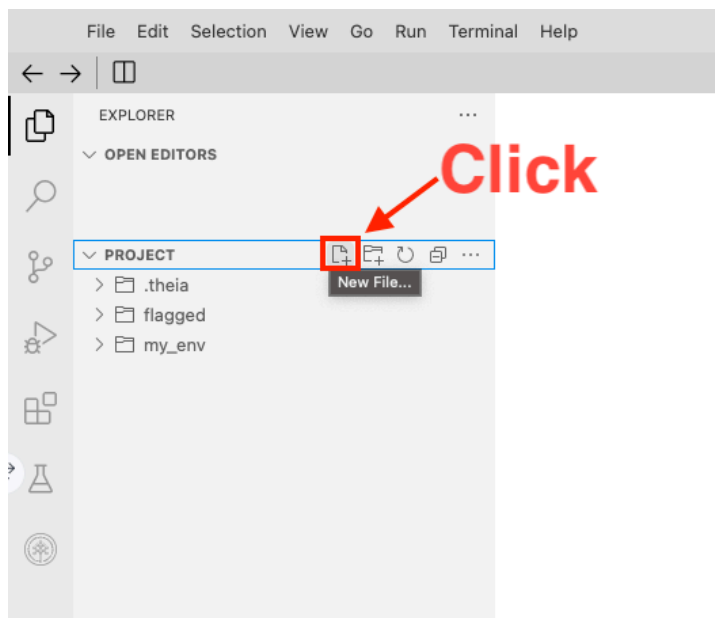 File Edit Selection View Go Run Terminal Help
EXPLORER
OPEN EDITORS
Click
PROJECT
New File...
.theia
flagged
my_env